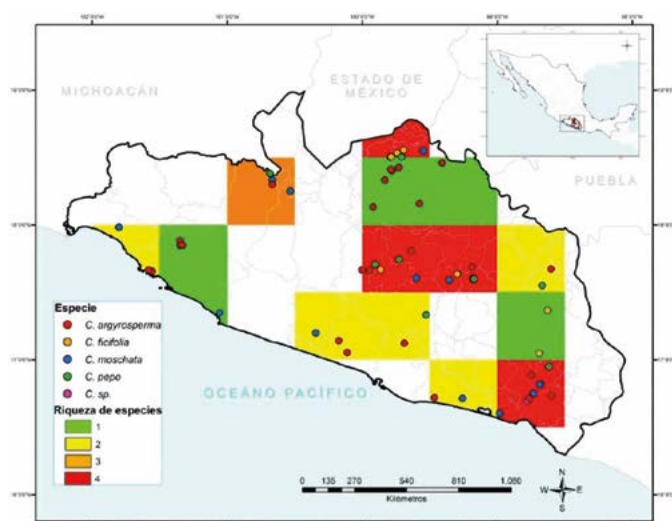 MICHOACÁN
ESTADO DE
MÉXICO
PUEBLA
OCEÁNO PACÍFICO
Especie
C. argyrosperma
C. ficifolia
C. moschata
C. pepo
C. sp.
Riqueza de especies
1
2
3
4
0 135 270 540 810 1,080
Kilómetros
N
W E
S